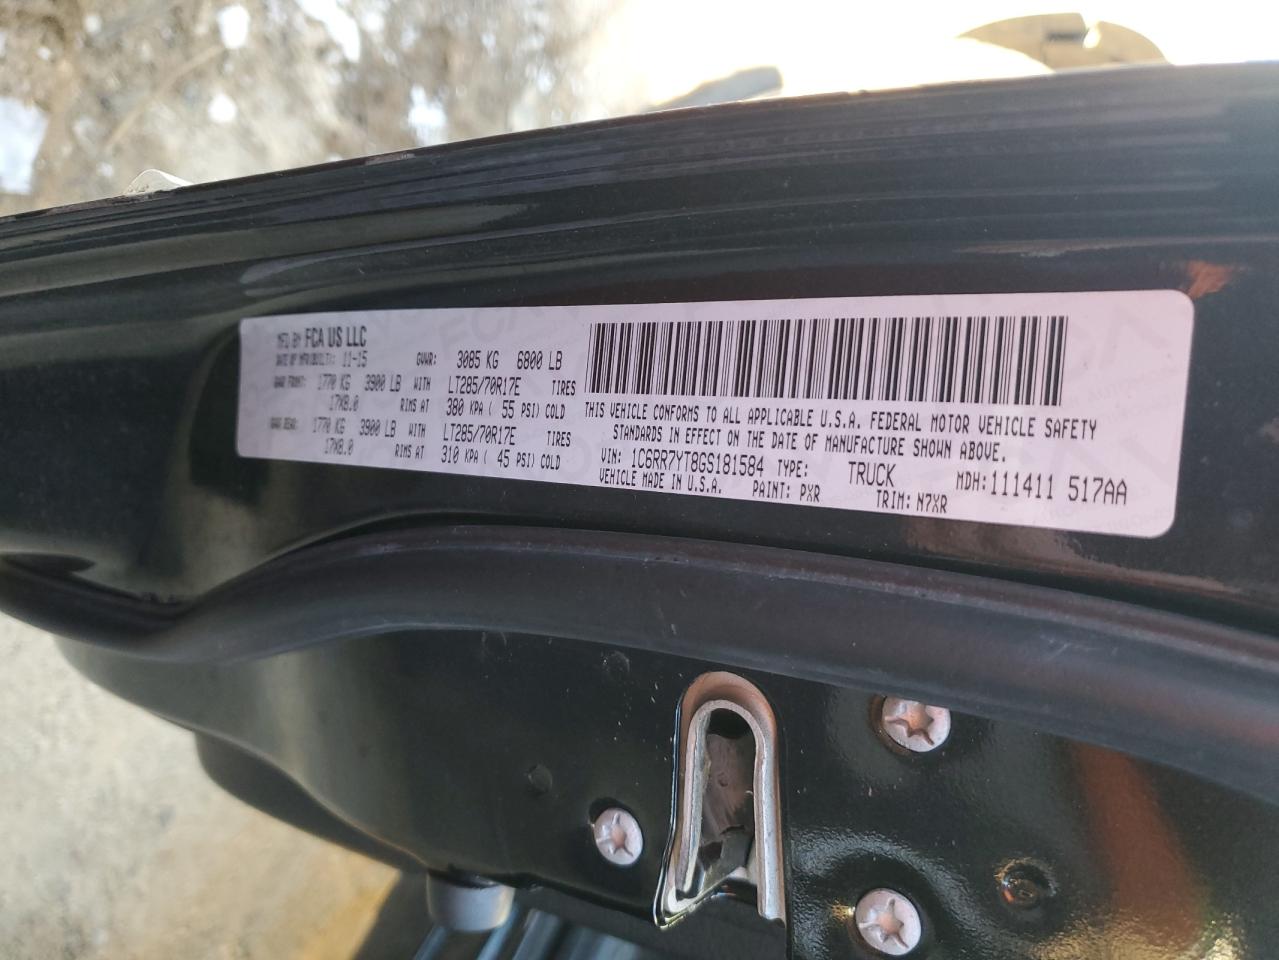 MFD BY FCA US LLC
DATE OF MFR(BUILT): 11-15 GVWR: 3085 KG 6800 LB
GAWR FRONT: 1770 KG 3900 LB WITH LT285/70R17E TIRES
17X8.0 RIMS AT 380 KPA ( 55 PSI) COLD
GAWR REAR: 1770 KG 3900 LB WITH LT285/70R17E TIRES
17X8.0 RIMS AT 310 KPA ( 45 PSI) COLD
THIS VEHICLE CONFORMS TO ALL APPLICABLE U.S.A. FEDERAL MOTOR VEHICLE SAFETY
STANDARDS IN EFFECT ON THE DATE OF MANUFACTURE SHOWN ABOVE.
VIN: 1C6RR7YT8GS181584 TYPE: TRUCK MDH:111411 517AA
VEHICLE MADE IN U.S.A. PAINT: PXR TRIM: N7XR